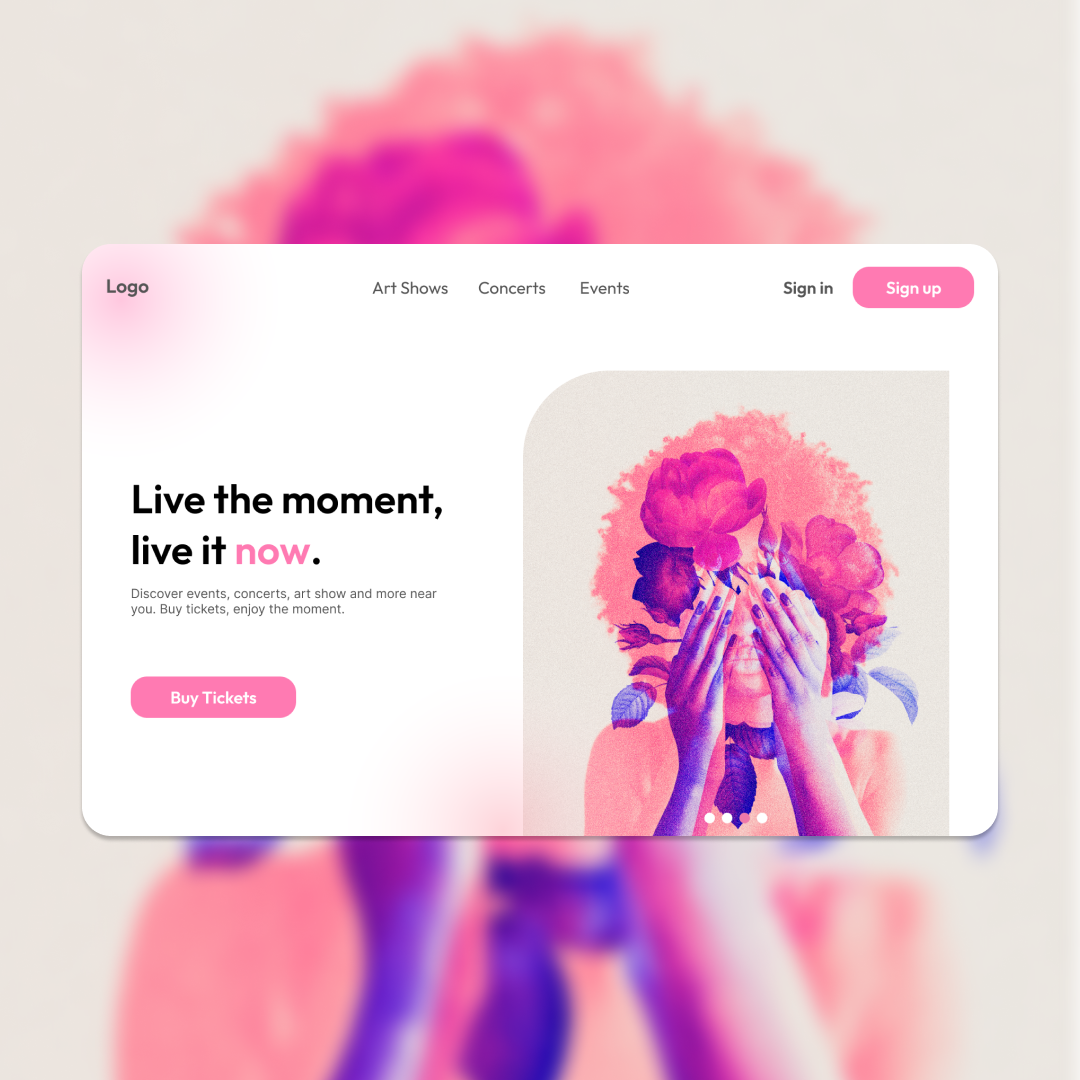 Logo
Art Shows Concerts Events
Sign in Sign up
Live the moment,
live it now.
Discover events, concerts, art show and more near
you. Buy tickets, enjoy the moment.
Buy Tickets